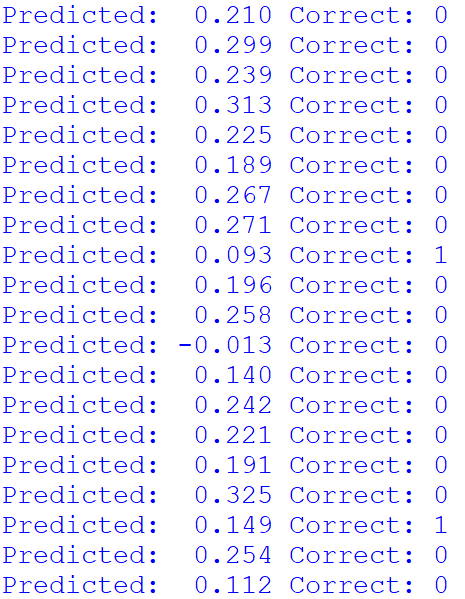 Predicted:  0.210 Correct: 0
Predicted:  0.299 Correct: 0
Predicted:  0.239 Correct: 0
Predicted:  0.313 Correct: 0
Predicted:  0.225 Correct: 0
Predicted:  0.189 Correct: 0
Predicted:  0.267 Correct: 0
Predicted:  0.271 Correct: 0
Predicted:  0.093 Correct: 1
Predicted:  0.196 Correct: 0
Predicted:  0.258 Correct: 0
Predicted: -0.013 Correct: 0
Predicted:  0.140 Correct: 0
Predicted:  0.242 Correct: 0
Predicted:  0.221 Correct: 0
Predicted:  0.191 Correct: 0
Predicted:  0.325 Correct: 0
Predicted:  0.149 Correct: 1
Predicted:  0.254 Correct: 0
Predicted:  0.112 Correct: 0